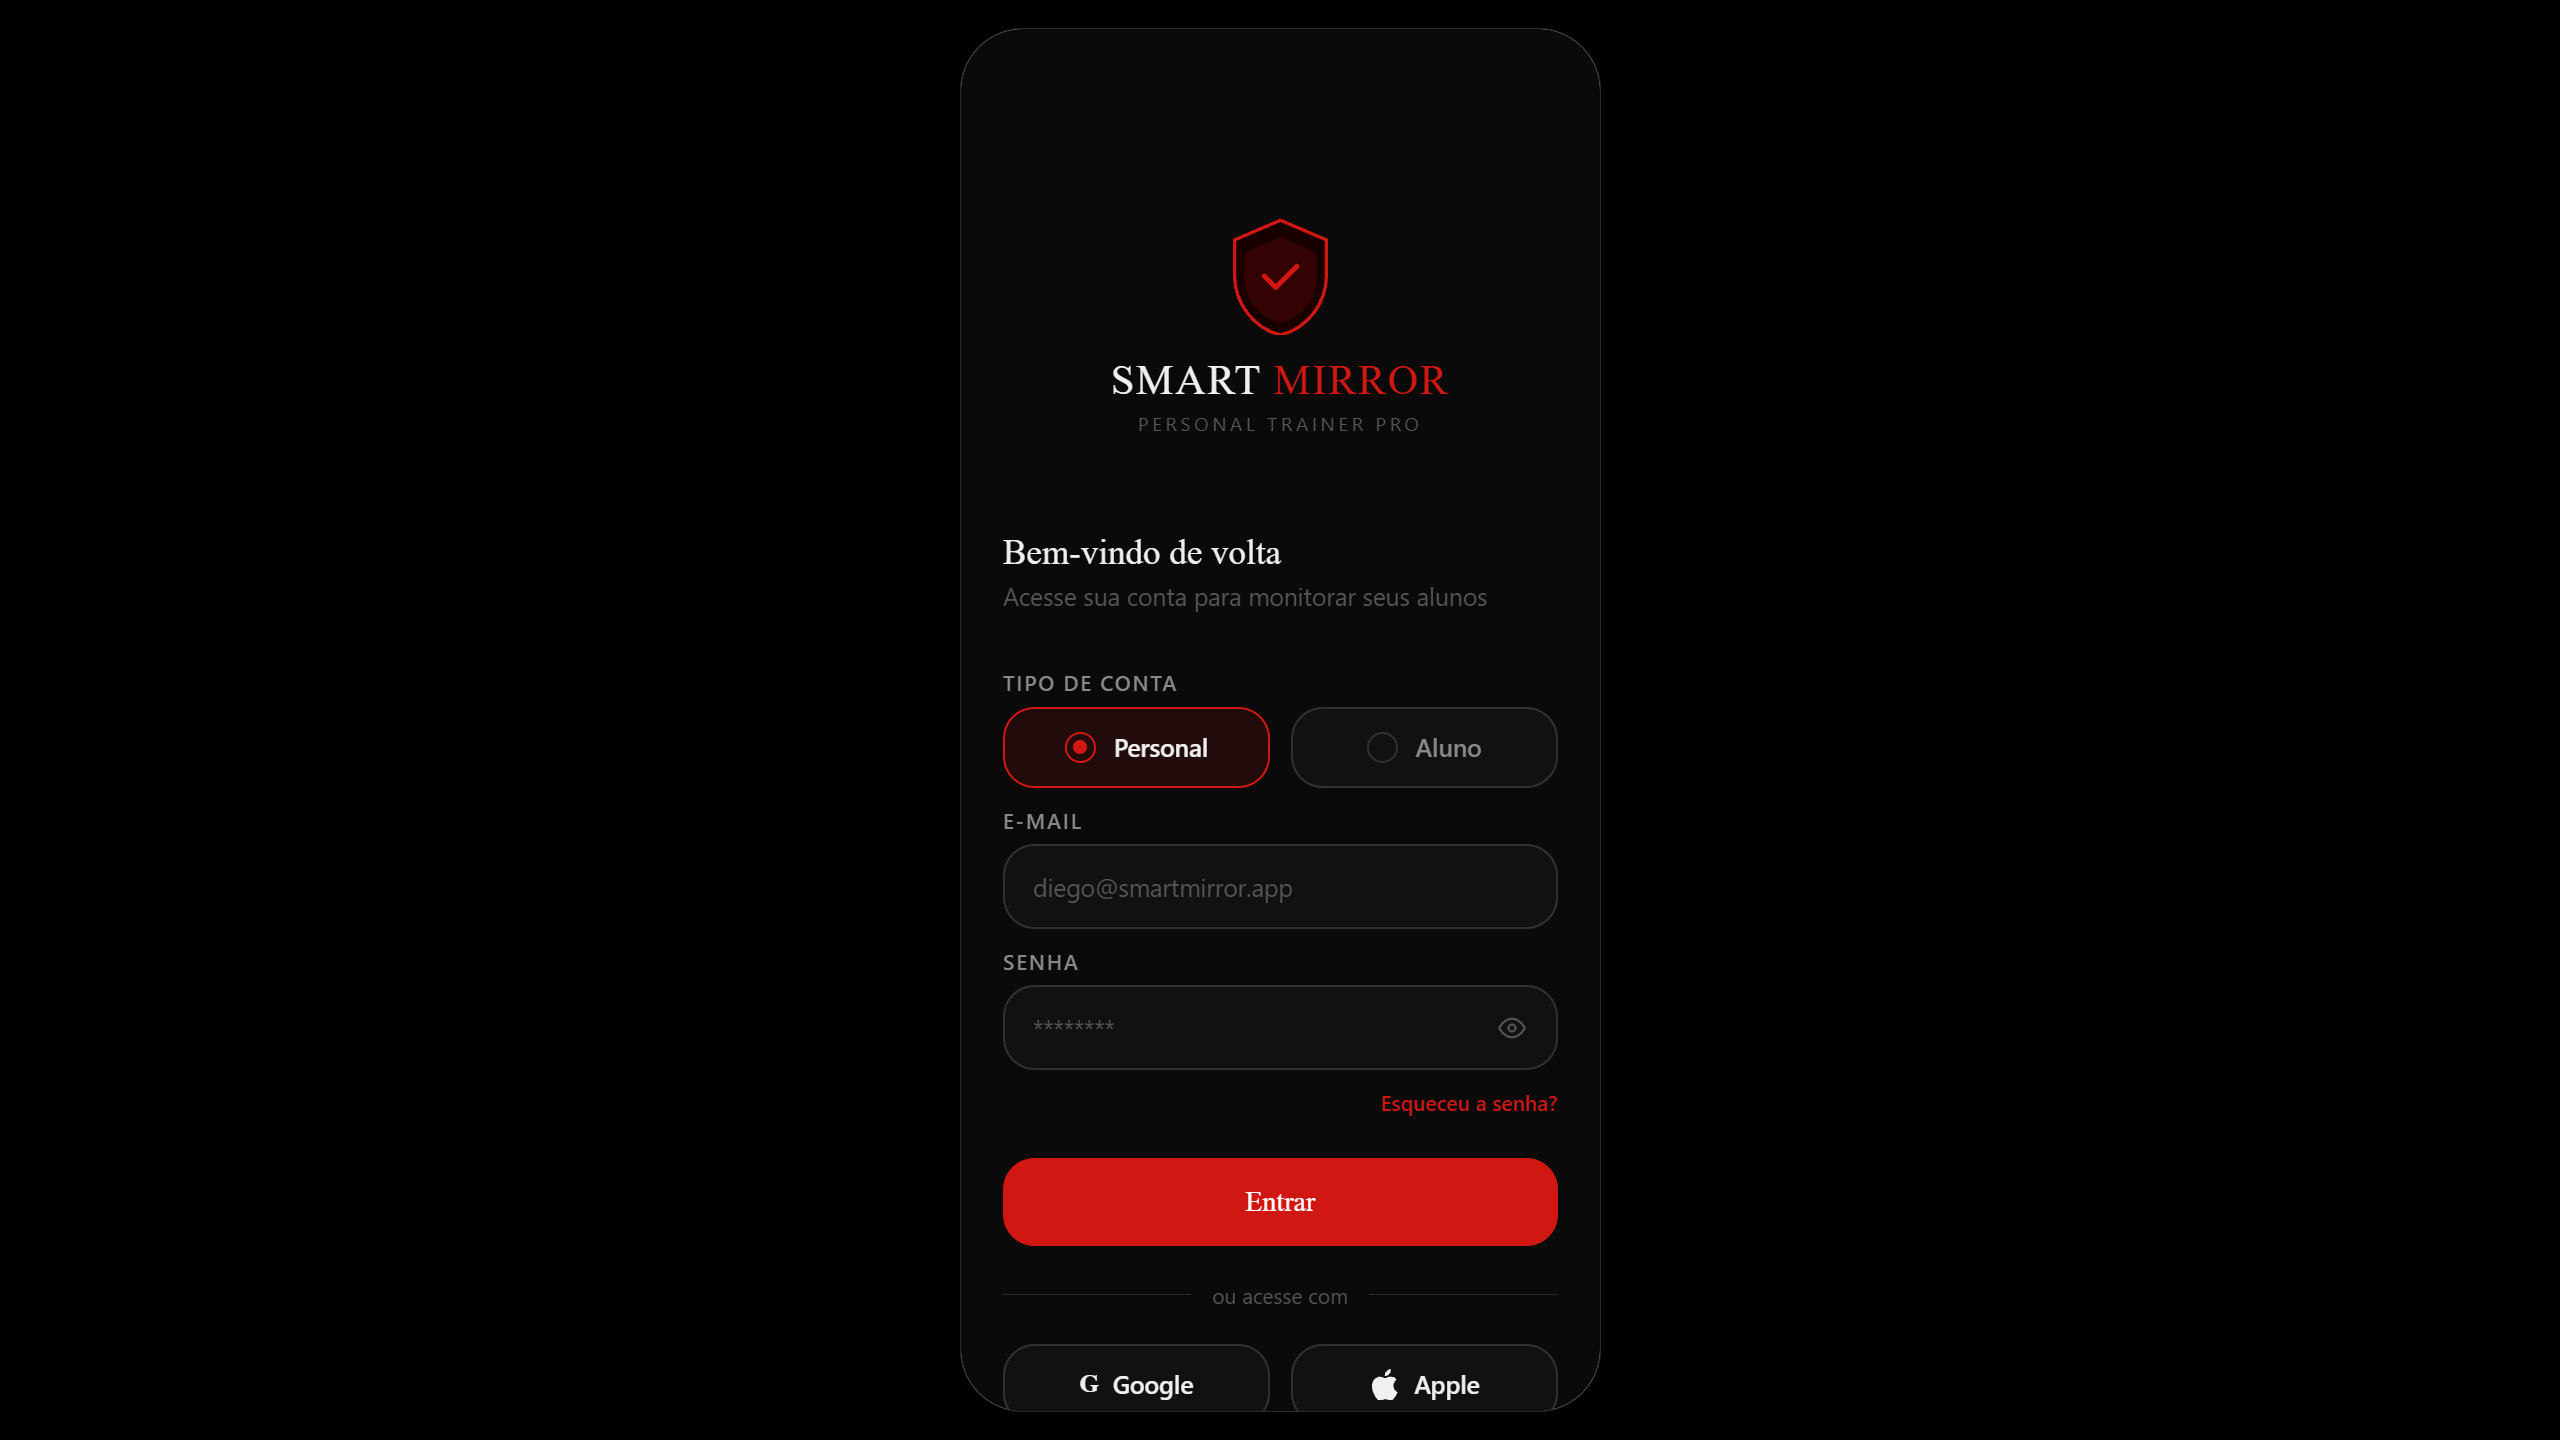 SMART MIRROR
PERSONAL TRAINER PRO
Bem-vindo de volta
Acesse sua conta para monitorar seus alunos
TIPO DE CONTA
Personal
Aluno
E-MAIL
diego@smartmirror.app
SENHA
********
Esqueceu a senha?
Entrar
ou acesse com
G Google
Apple